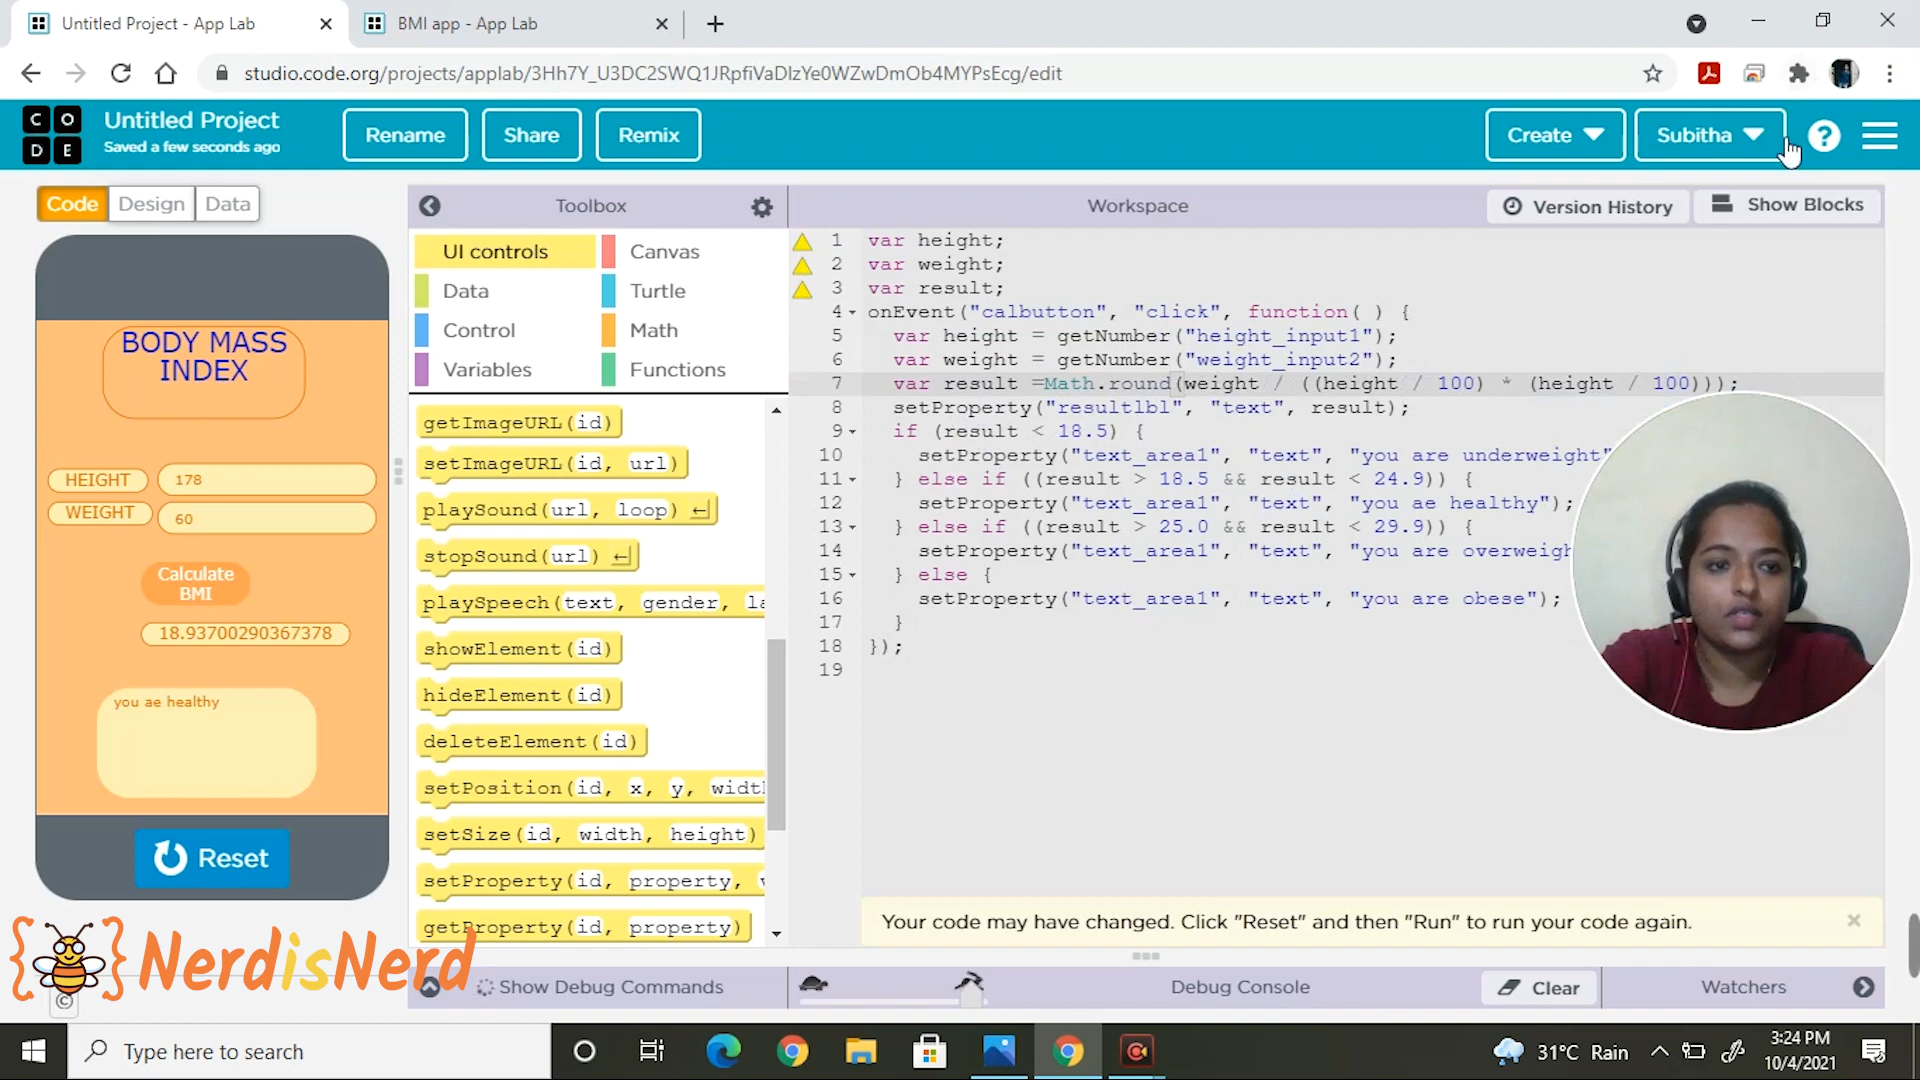 Untitled Project - App Lab
BMI app - App Lab
studio.code.org/projects/applab/3Hh7Y_U3DC2SWQ1JRpfiVaDlzYe0WZwDmOb4MYPsEcg/edit
C O
D E
Untitled Project
Saved a few seconds ago
Rename
Share
Remix
Create
Subitha
?
Code
Design
Data
BODY MASS
INDEX
HEIGHT
178
WEIGHT
60
Calculate
BMI
18.93700290367378
you ae healthy
Reset
Toolbox
UI controls
Canvas
Data
Turtle
Control
Math
Variables
Functions
getImageURL(id)
setImageURL(id, url)
playSound(url, loop)
stopSound(url)
playSpeech(text, gender, la
showElement(id)
hideElement(id)
deleteElement(id)
setPosition(id, x, y, widt
setSize(id, width, height)
setProperty(id, property,
getProperty(id, property)
Workspace
Version History
Show Blocks
1 var height;
2 var weight;
3 var result;
4 onEvent("calbutton", "click", function( ) {
5 var height = getNumber("height_input1");
6 var weight = getNumber("weight_input2");
7 var result =Math.round(weight / ((height / 100) * (height / 100)));
8 setProperty("resultlbl", "text", result);
9 if (result < 18.5) {
10 setProperty("text_area1", "text", "you are underweight"
11 } else if ((result > 18.5 && result < 24.9)) {
12 setProperty("text_area1", "text", "you ae healthy");
13 } else if ((result > 25.0 && result < 29.9)) {
14 setProperty("text_area1", "text", "you are overweigh
15 } else {
16 setProperty("text_area1", "text", "you are obese");
17 }
18 });
19
Your code may have changed. Click "Reset" and then "Run" to run your code again.
{ } NerdisNerd
©
Show Debug Commands
Debug Console
Clear
Watchers
Type here to search
31°C Rain
3:24 PM
10/4/2021